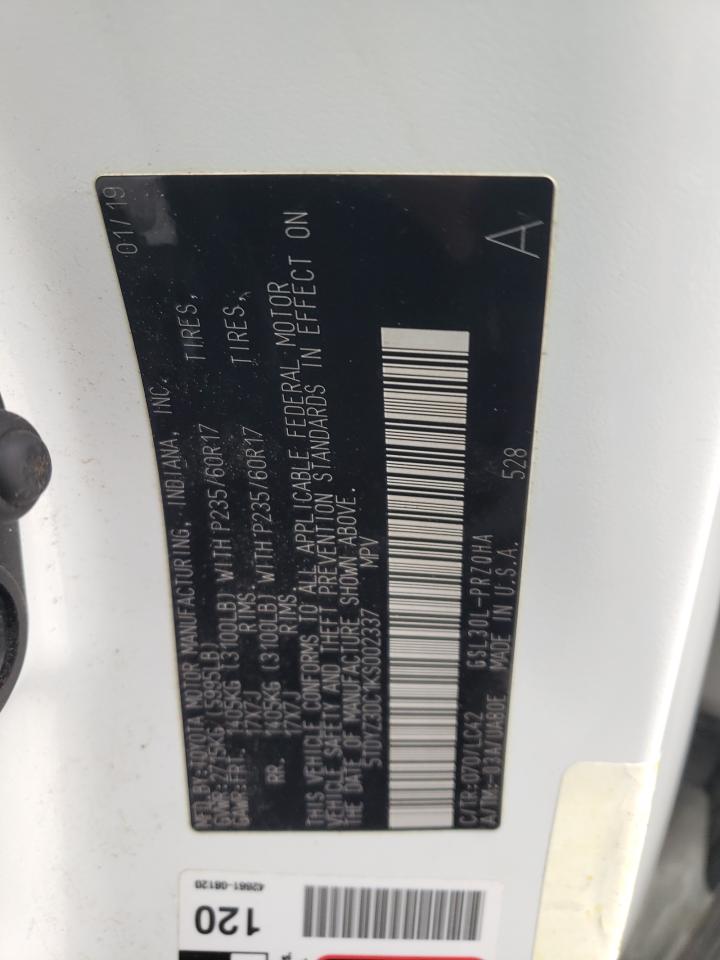 MFD BY:TOYOTA MOTOR MANUFACTURING, INDIANA, INC. 01/19
GVWR:2715KG(5995LB)
GAWR:FRT. 1405KG (3100LB) WITH P235/60R17 TIRES,
17X7J RIMS.
RR. 1405KG (3100LB) WITH P235/60R17 TIRES,
17X7J RIMS.
THIS VEHICLE CONFORMS TO ALL APPLICABLE FEDERAL MOTOR
VEHICLE SAFETY AND THEFT PREVENTION STANDARDS IN EFFECT ON
THE DATE OF MANUFACTURE SHOWN ABOVE.
MPV
C/TR:070/LC42 GSL30L-PRZQHA
A/TM:-03A/UA80E MADE IN U.S.A. 528
A
42661-08120
120